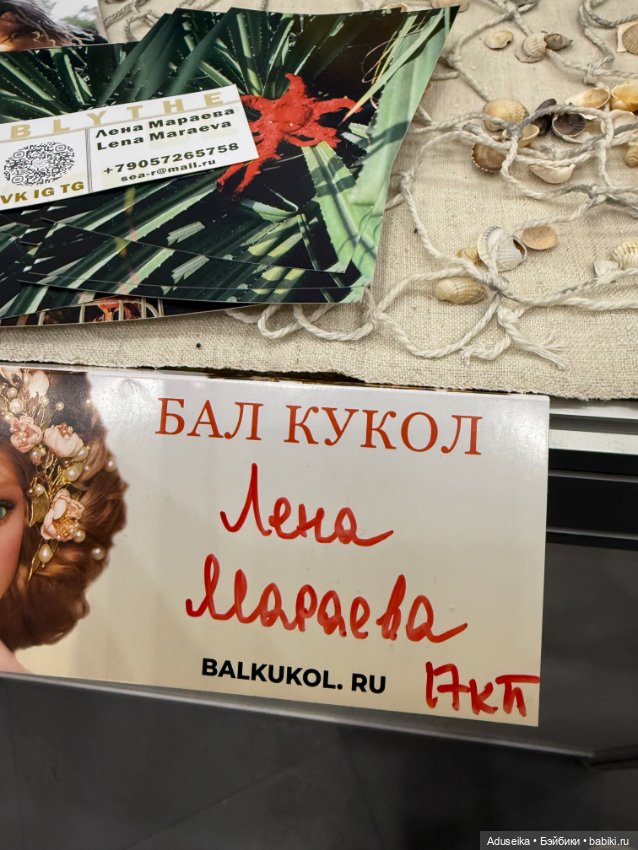 BLYTHE
Лена Мараева
Lena Maraeva
+79057265758
sea-r@mail.ru
VK IG TG
БАЛ КУКОЛ
Лена
Мараева
BALKUKOL. RU
17кП
Aduseika • Бэйбики • babiki.ru